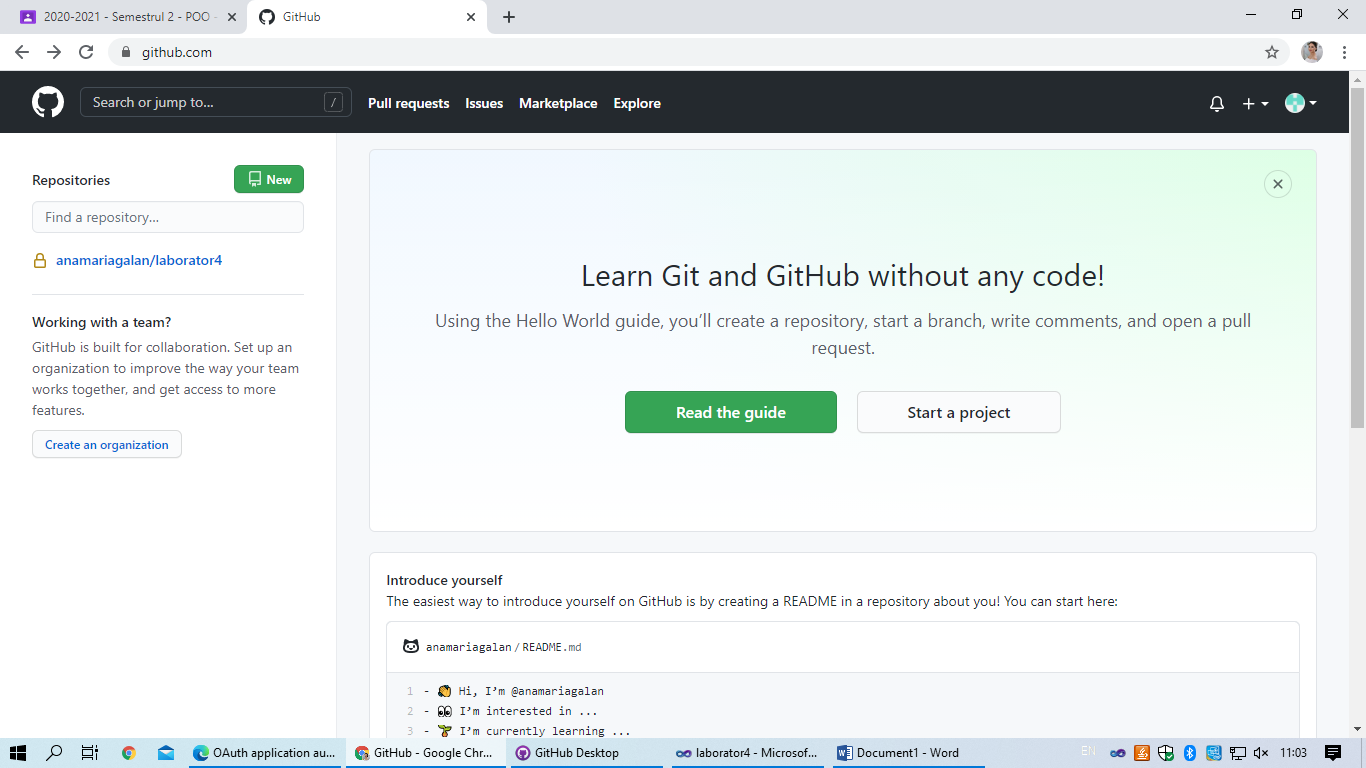 2020-2021 - Semestrul 2 - POO -
GitHub
github.com
Search or jump to...
/
Pull requests
Issues
Marketplace
Explore
Repositories
New
Find a repository...
anamariagalan/laborator4
Working with a team?
GitHub is built for collaboration. Set up an
organization to improve the way your team
works together, and get access to more
features.
Create an organization
Learn Git and GitHub without any code!
Using the Hello World guide, you’ll create a repository, start a branch, write comments, and open a pull
request.
Read the guide
Start a project
Introduce yourself
The easiest way to introduce yourself on GitHub is by creating a README in a repository about you! You can start here:
anamariagalan/README.md
1 - 👋 Hi, I’m @anamariagalan
2 - 👀 I’m interested in ...
3 - 🌱 I’m currently learning ...
OAuth application au...
GitHub - Google Chr...
GitHub Desktop
laborator4 - Microsof...
Document1 - Word
EN
11:03